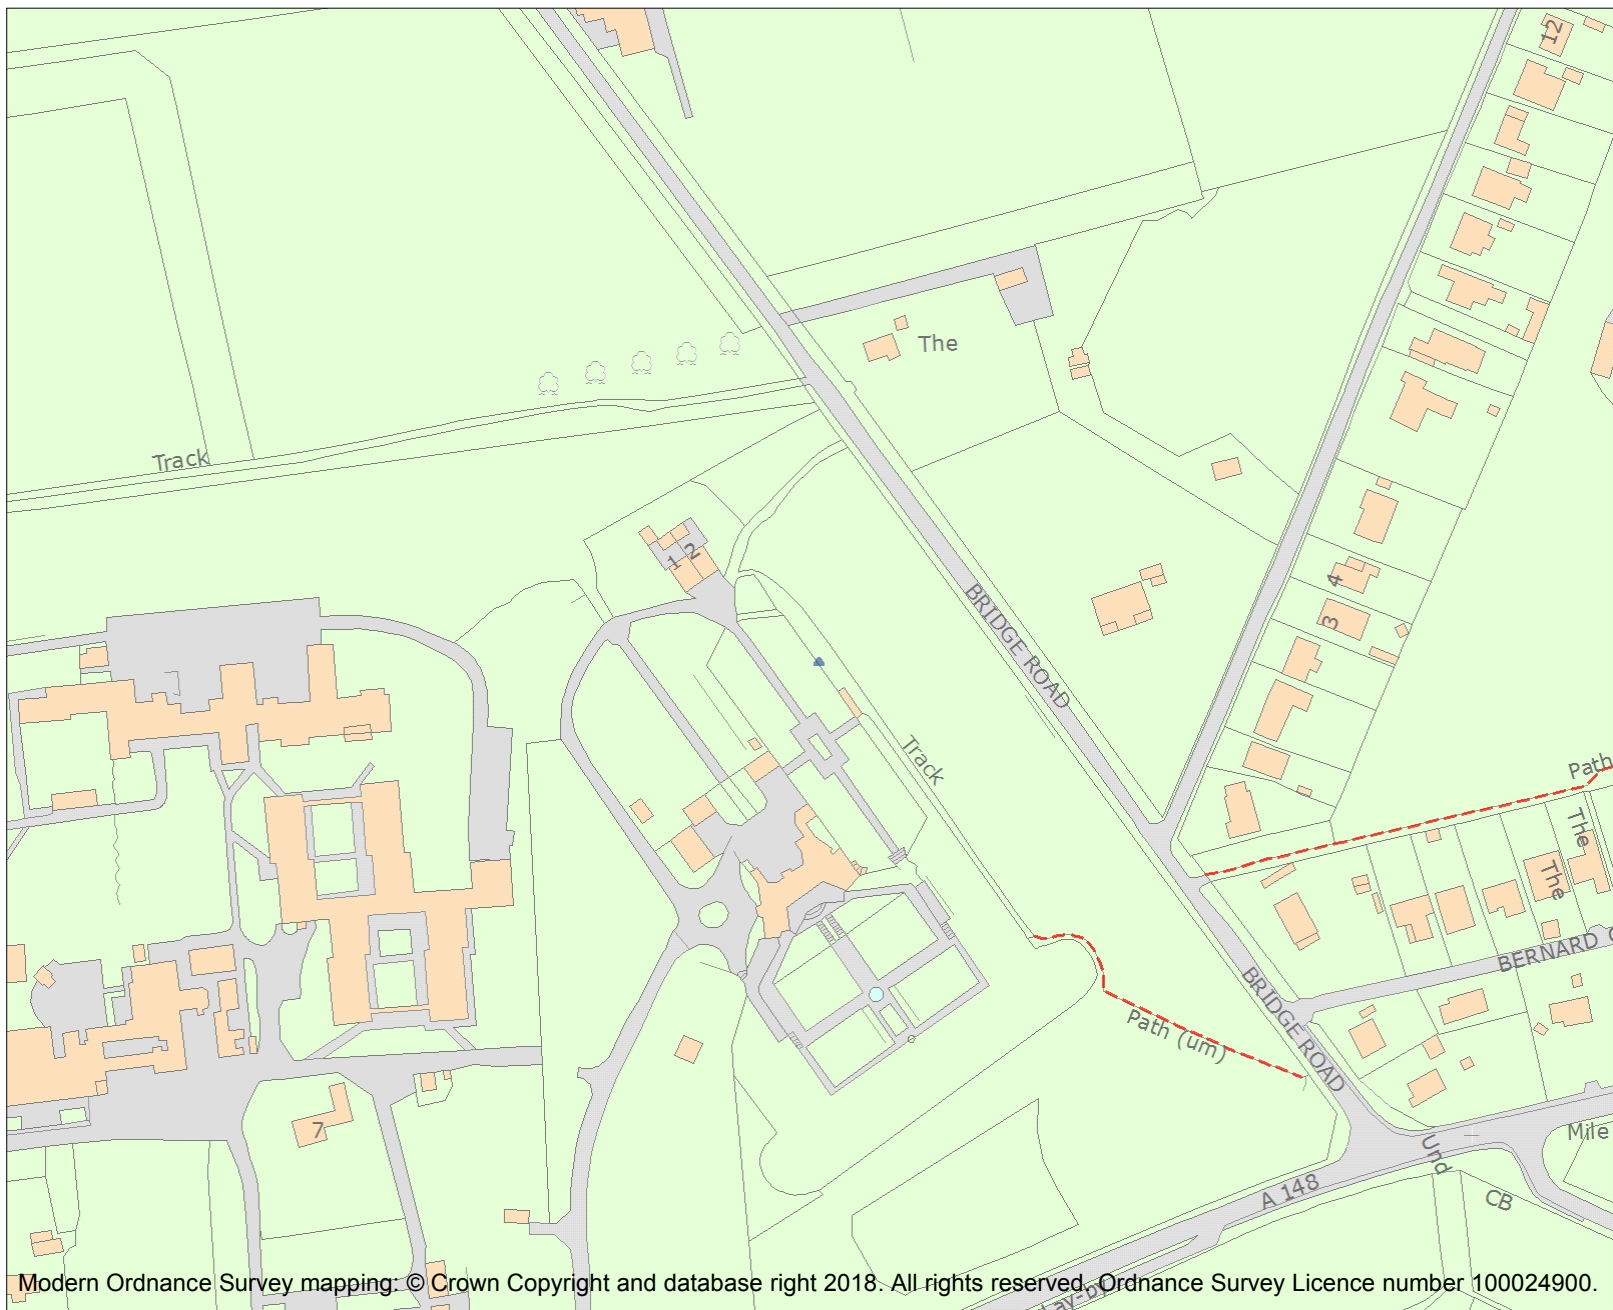 12
The
Track
1
2
BRIDGE ROAD
4
3
Track
Path
The
The
BERNARD
BRIDGE ROAD
Path (um)
7
Mile
Und
A 148
CB
Lay-by
Modern Ordnance Survey mapping: © Crown Copyright and database right 2018. All rights reserved. Ordnance Survey Licence number 100024900.